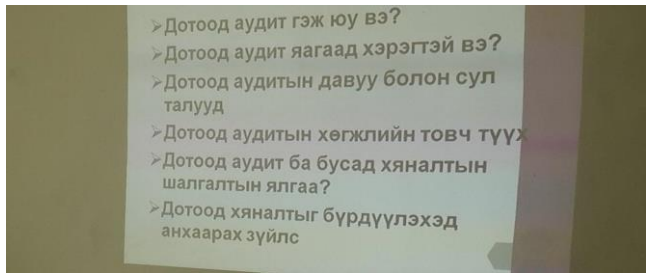 ➢Дотоод аудит гэж юу вэ?
➢Дотоод аудит яагаад хэрэгтэй вэ?
➢Дотоод аудитын давуу болон сул
талууд
➢Дотоод аудитын хөгжлийн товч түүх
➢Дотоод аудит ба бусад хяналтын
шалгалтын ялгаа?
➢Дотоод хяналтыг бүрдүүлэхэд
анхаарах зүйлс